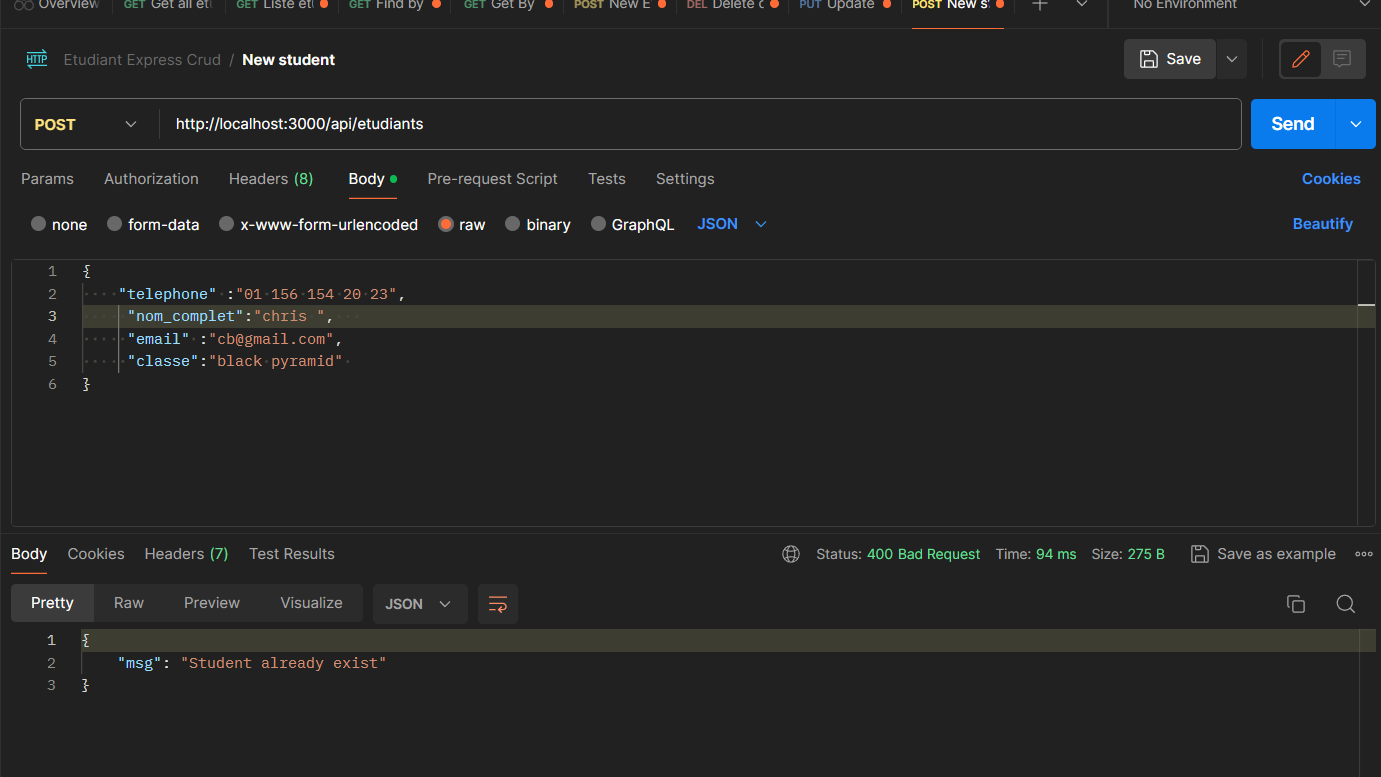 Overview GET Get all et GET Liste et GET Find by GET Get By POST New E DEL Delete PUT Update POST New s No Environment
HTTP Etudiant Express Crud / New student Save
POST http://localhost:3000/api/etudiants Send
Params Authorization Headers (8) Body Pre-request Script Tests Settings Cookies
none form-data x-www-form-urlencoded raw binary GraphQL JSON Beautify
1 {
2 "telephone" :"01 156 154 20 23",
3 "nom_complet":"chris ",
4 "email" :"cb@gmail.com",
5 "classe":"black pyramid"
6 }
Body Cookies Headers (7) Test Results Status: 400 Bad Request Time: 94 ms Size: 275 B Save as example
Pretty Raw Preview Visualize JSON
1 {
2 "msg": "Student already exist"
3 }